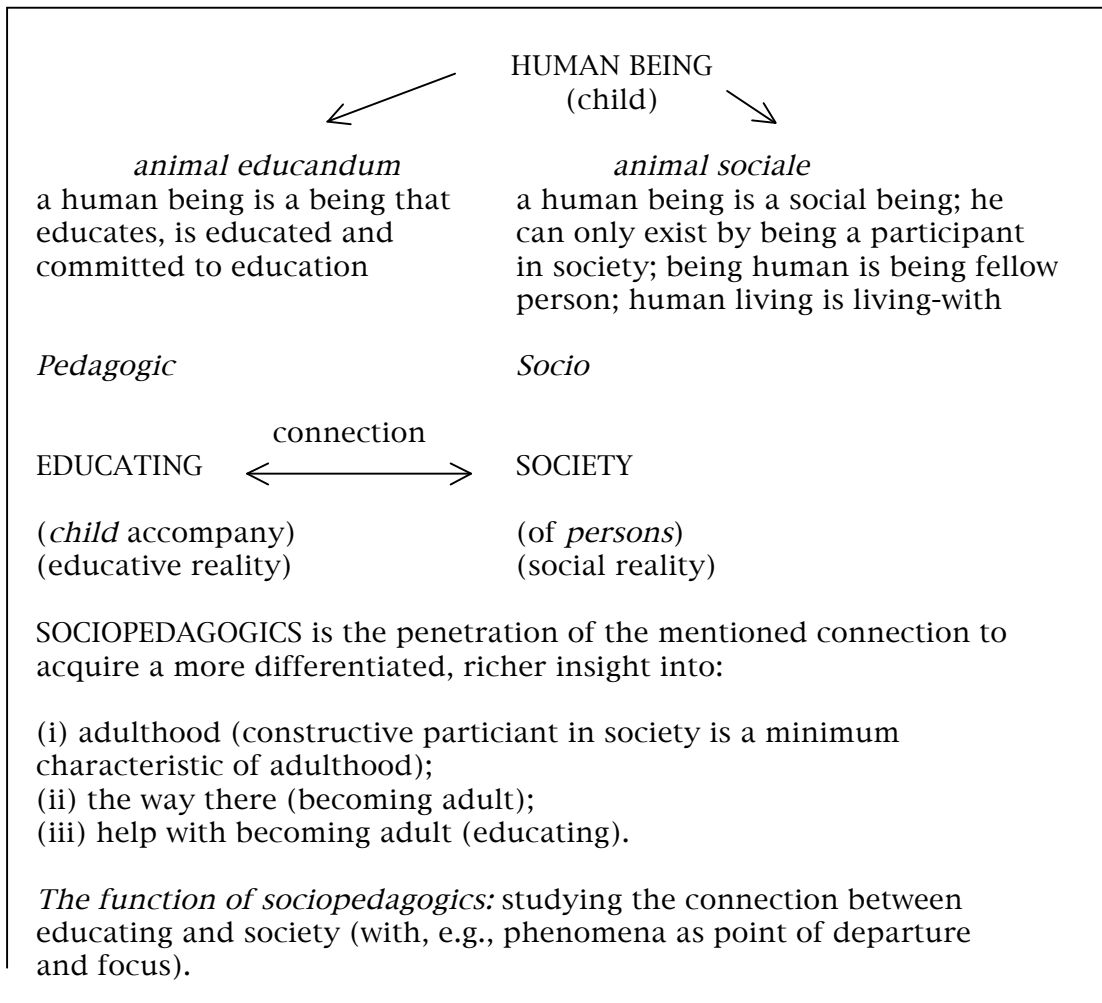 HUMAN BEING
(child)
animal educandum
a human being is a being that
educates, is educated and
committed to education
animal sociale
a human being is a social being; he
can only exist by being a participant
in society; being human is being fellow
person; human living is living-with
Pedagogic
Socio
connection
EDUCATING
SOCIETY
(child accompany)
(educative reality)
(of persons)
(social reality)
SOCIOPEDAGOGICS is the penetration of the mentioned connection to
acquire a more differentiated, richer insight into:
(i) adulthood (constructive particiant in society is a minimum
characteristic of adulthood);
(ii) the way there (becoming adult);
(iii) help with becoming adult (educating).
The function of sociopedagogics: studying the connection between
educating and society (with, e.g., phenomena as point of departure
and focus).